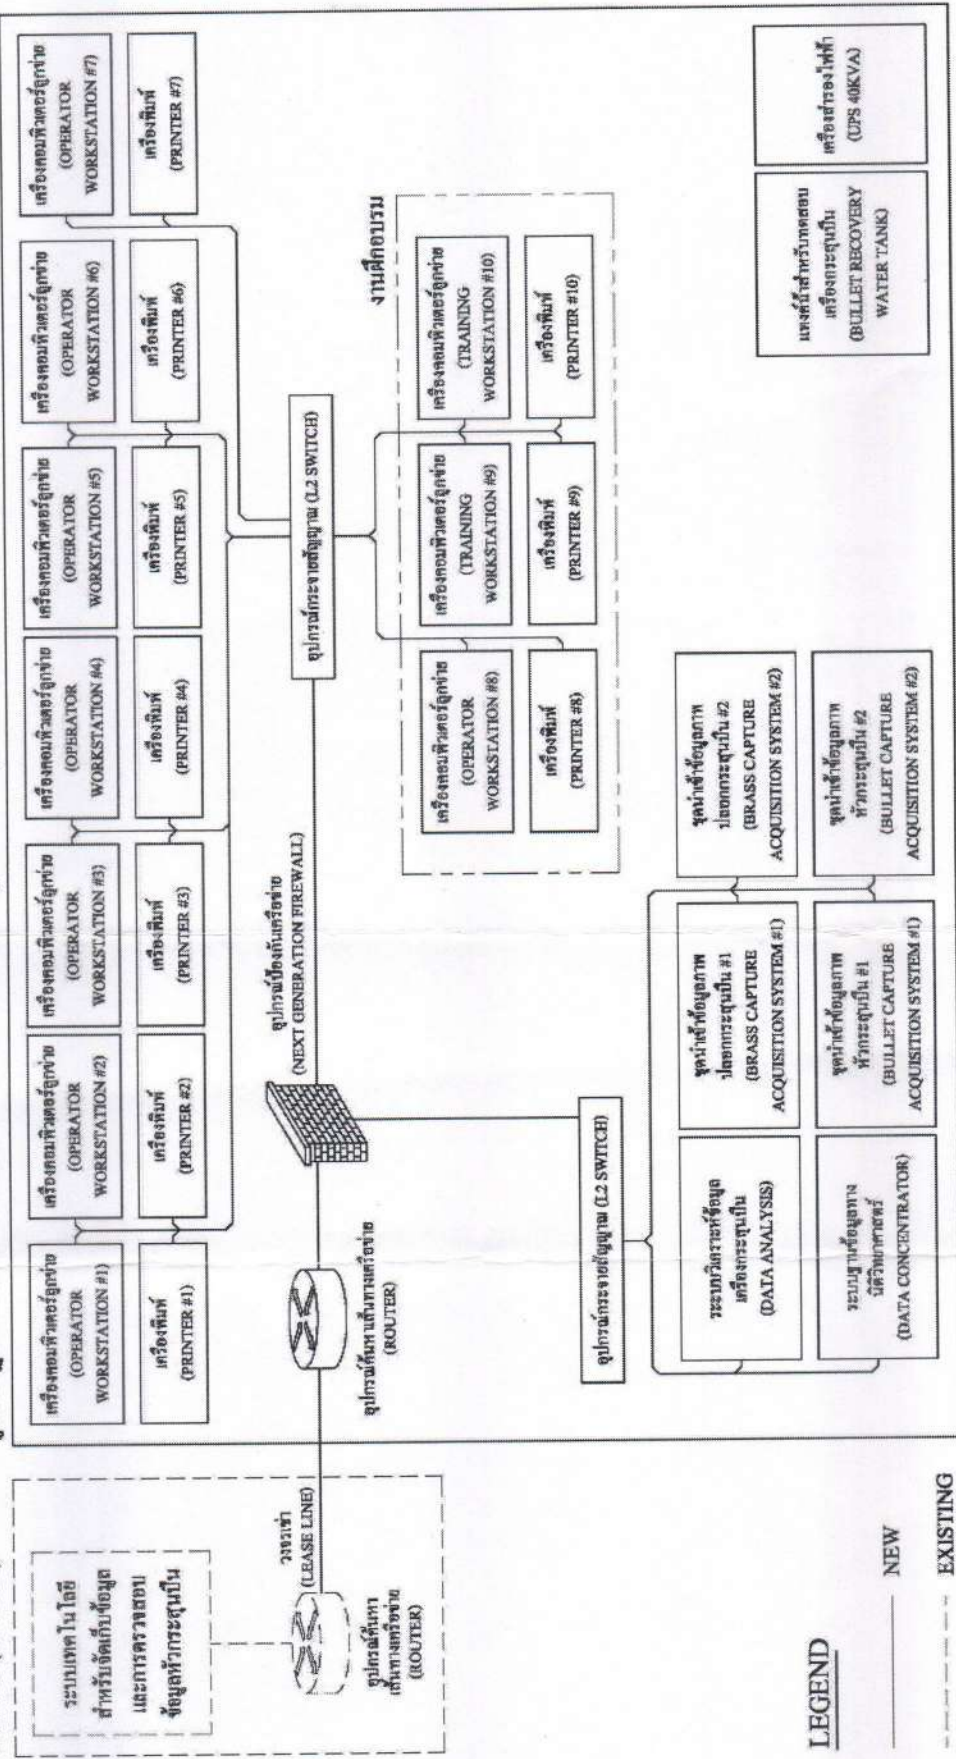 ระบบเทคโนโลยี
สำหรับจัดเก็บข้อมูล
และการตรวจสอบ
ข้อมูลหัวกระสุนปืน
วงจรเช่า
(LEASE LINE)
อุปกรณ์ค้นหา
เส้นทางเครือข่าย
(ROUTER)
LEGEND
NEW
EXISTING
เครื่องคอมพิวเตอร์ลูกข่าย
(OPERATOR
WORKSTATION #1)
เครื่องพิมพ์
(PRINTER #1)
เครื่องคอมพิวเตอร์ลูกข่าย
(OPERATOR
WORKSTATION #2)
เครื่องพิมพ์
(PRINTER #2)
เครื่องคอมพิวเตอร์ลูกข่าย
(OPERATOR
WORKSTATION #3)
เครื่องพิมพ์
(PRINTER #3)
เครื่องคอมพิวเตอร์ลูกข่าย
(OPERATOR
WORKSTATION #4)
เครื่องพิมพ์
(PRINTER #4)
เครื่องคอมพิวเตอร์ลูกข่าย
(OPERATOR
WORKSTATION #5)
เครื่องพิมพ์
(PRINTER #5)
เครื่องคอมพิวเตอร์ลูกข่าย
(OPERATOR
WORKSTATION #6)
เครื่องพิมพ์
(PRINTER #6)
เครื่องคอมพิวเตอร์ลูกข่าย
(OPERATOR
WORKSTATION #7)
เครื่องพิมพ์
(PRINTER #7)
อุปกรณ์ค้นหาเส้นทางเครือข่าย
(ROUTER)
อุปกรณ์ป้องกันเครือข่าย
(NEXT GENERATION FIREWALL)
อุปกรณ์กระจายสัญญาณ (L2 SWITCH)
งานฝึกอบรม
เครื่องคอมพิวเตอร์ลูกข่าย
(OPERATOR
WORKSTATION #8)
เครื่องพิมพ์
(PRINTER #8)
เครื่องคอมพิวเตอร์ลูกข่าย
(TRAINING
WORKSTATION #9)
เครื่องพิมพ์
(PRINTER #9)
เครื่องคอมพิวเตอร์ลูกข่าย
(TRAINING
WORKSTATION #10)
เครื่องพิมพ์
(PRINTER #10)
อุปกรณ์กระจายสัญญาณ (L2 SWITCH)
ระบบวิเคราะห์ข้อมูล
เครื่องกระสุนปืน
(DATA ANALYSIS)
ชุดนำเข้าข้อมูลภาพ
ปลอกกระสุนปืน #1
(BRASS CAPTURE
ACQUISITION SYSTEM #1)
ชุดนำเข้าข้อมูลภาพ
ปลอกกระสุนปืน #2
(BRASS CAPTURE
ACQUISITION SYSTEM #2)
ระบบฐานข้อมูลทาง
นิติวิทยาศาสตร์
(DATA CONCENTRATOR)
ชุดนำเข้าข้อมูลภาพ
หัวกระสุนปืน #1
(BULLET CAPTURE
ACQUISITION SYSTEM #1)
ชุดนำเข้าข้อมูลภาพ
หัวกระสุนปืน #2
(BULLET CAPTURE
ACQUISITION SYSTEM #2)
แทงค์น้ำสำหรับทดสอบ
เครื่องกระสุนปืน
(BULLET RECOVERY
WATER TANK)
เครื่องสำรองไฟฟ้า
(UPS 40KVA)